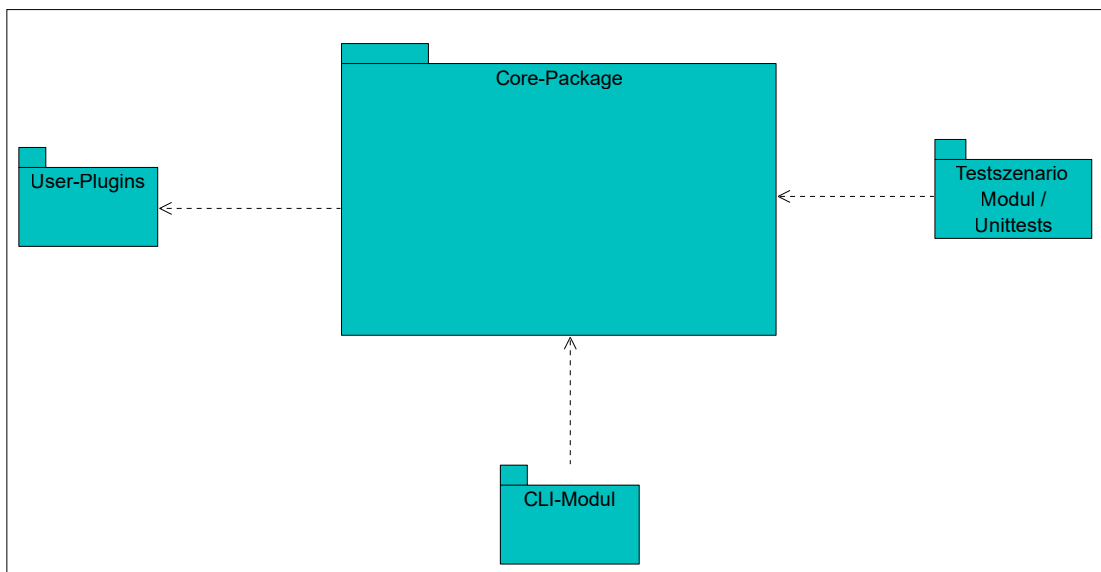 Core-Package
User-Plugins
Testszenario
Modul /
Unittests
CLI-Modul